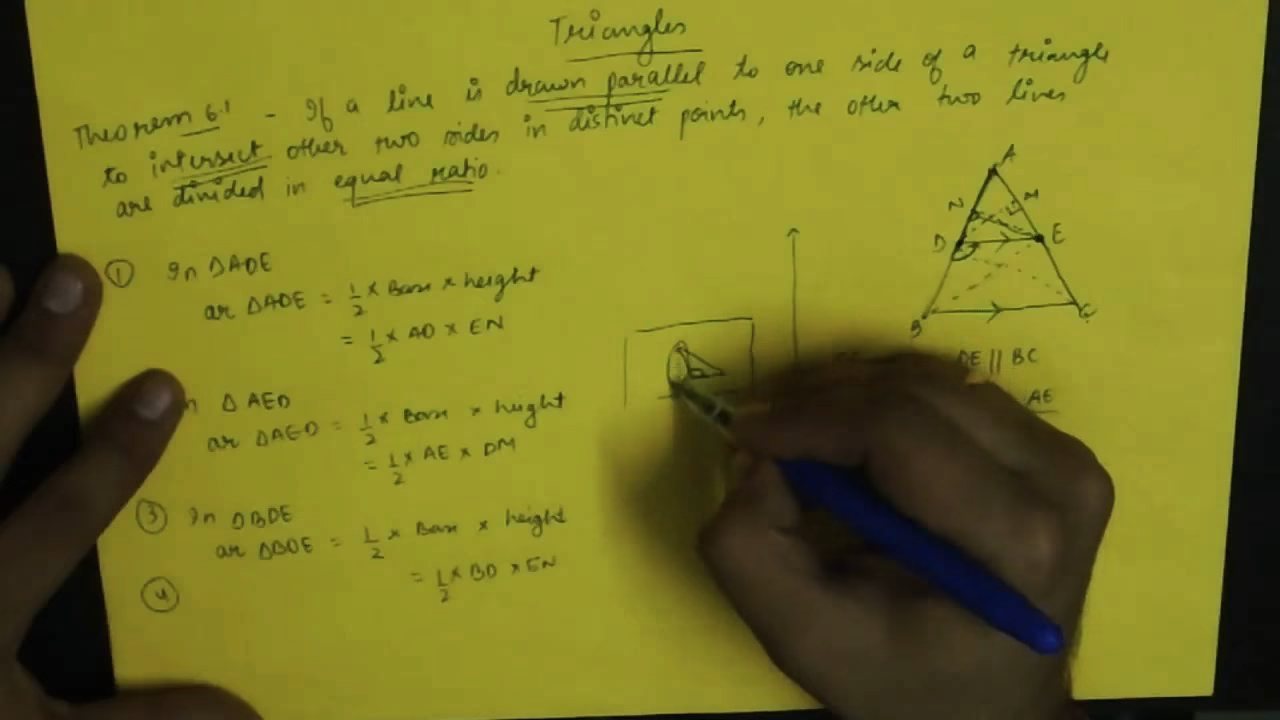 Triangles
Theorem 6.1 - If a line is drawn parallel to one side of a triangle
to intersect other two sides in distinct points, the other two lines
are divided in equal ratio.
① In ΔADE
ar ΔADE = 1/2 × Base × height
= 1/2 × AD × EN
n ΔAED
ar ΔAED = 1/2 × Base × height
= 1/2 × AE × DM
③ In ΔBDE
ar ΔBDE = 1/2 × Base × height
= 1/2 × BD × EN
④
A
N M
D E
B C
DE || BC
AE